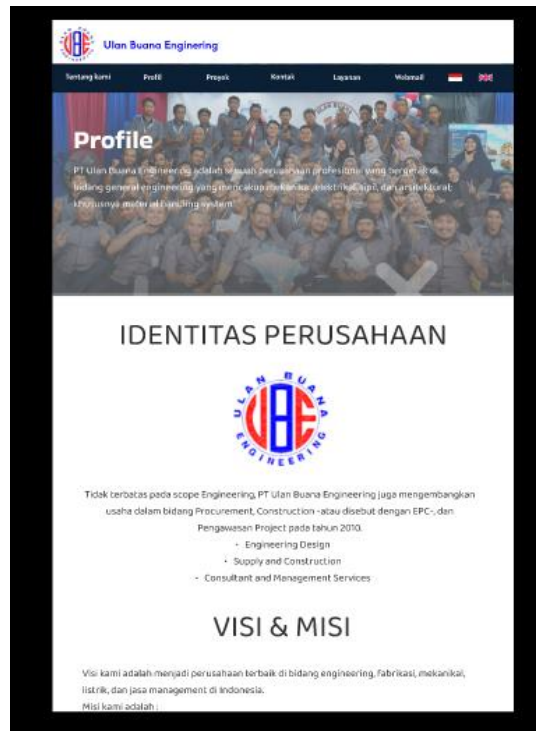 UBE Ulan Buana Enginering
Tentang kami Profil Proyek Kontak Layanan Webmail
Profile
PT Ulan Buana Engineering adalah sebuah perusahaan profesional yang bergerak di
bidang general engineering yang mencakup mekanikal, elektrikal, sipil, dan arsitektural;
khususnya material handling system.
IDENTITAS PERUSAHAAN
ULAN BUANA
UBE
ENGINEERING
Tidak terbatas pada scope Engineering, PT Ulan Buana Engineering juga mengembangkan
usaha dalam bidang Procurement, Construction -atau disebut dengan EPC-, dan
Pengawasan Project pada tahun 2010.
• Engineering Design
• Supply and Construction
• Consultant and Management Services
VISI & MISI
Visi kami adalah menjadi perusahaan terbaik di bidang engineering, fabrikasi, mekanikal,
listrik, dan jasa management di Indonesia.
Misi kami adalah :